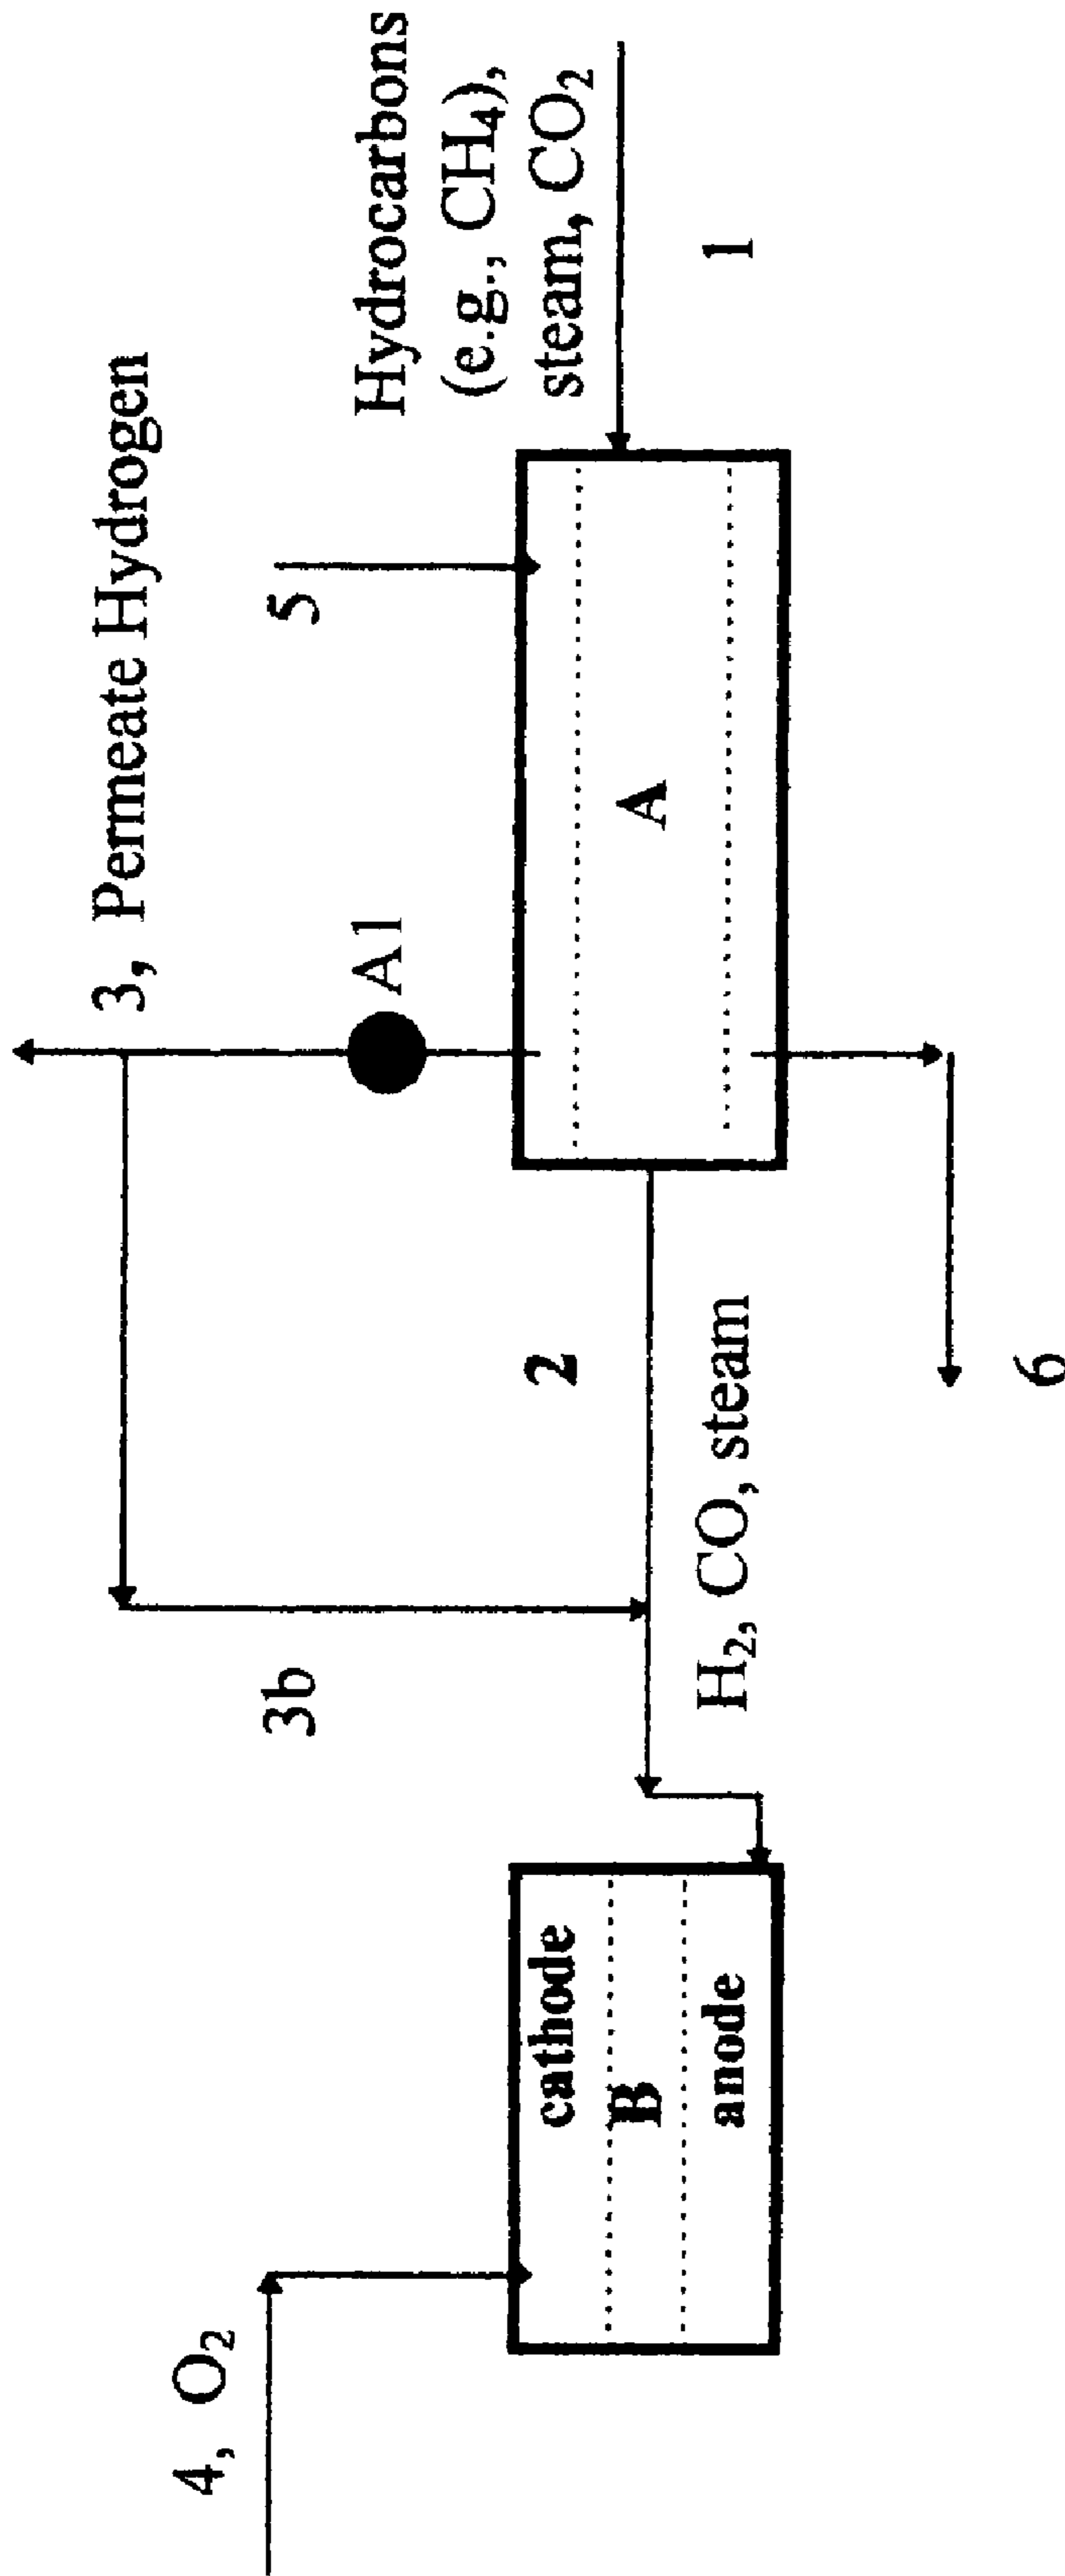 3, Permeate Hydrogen
Hydrocarbons
(e.g., CH₄),
steam, CO₂
1
5
A1
A
2
3b
H₂, CO, steam
6
4, O₂
cathode
B
anode